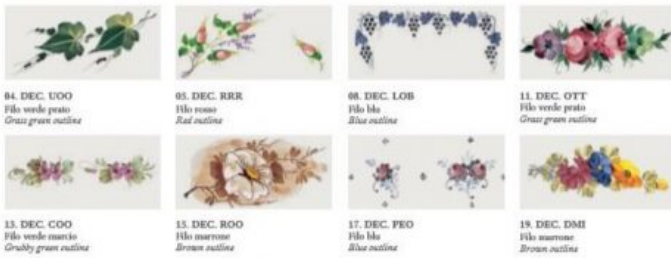 04. DEC. UOO
Filo verde prato
Grass green outline
05. DEC. RRR
Filo rosso
Red outline
08. DEC. LOB
Filo blu
Blue outline
11. DEC. OTT
Filo verde prato
Grass green outline
13. DEC. COO
Filo verde marcio
Grubby green outline
15. DEC. ROO
Filo marrone
Brown outline
17. DEC. PEO
Filo blu
Blue outline
19. DEC. DMI
Filo marrone
Brown outline